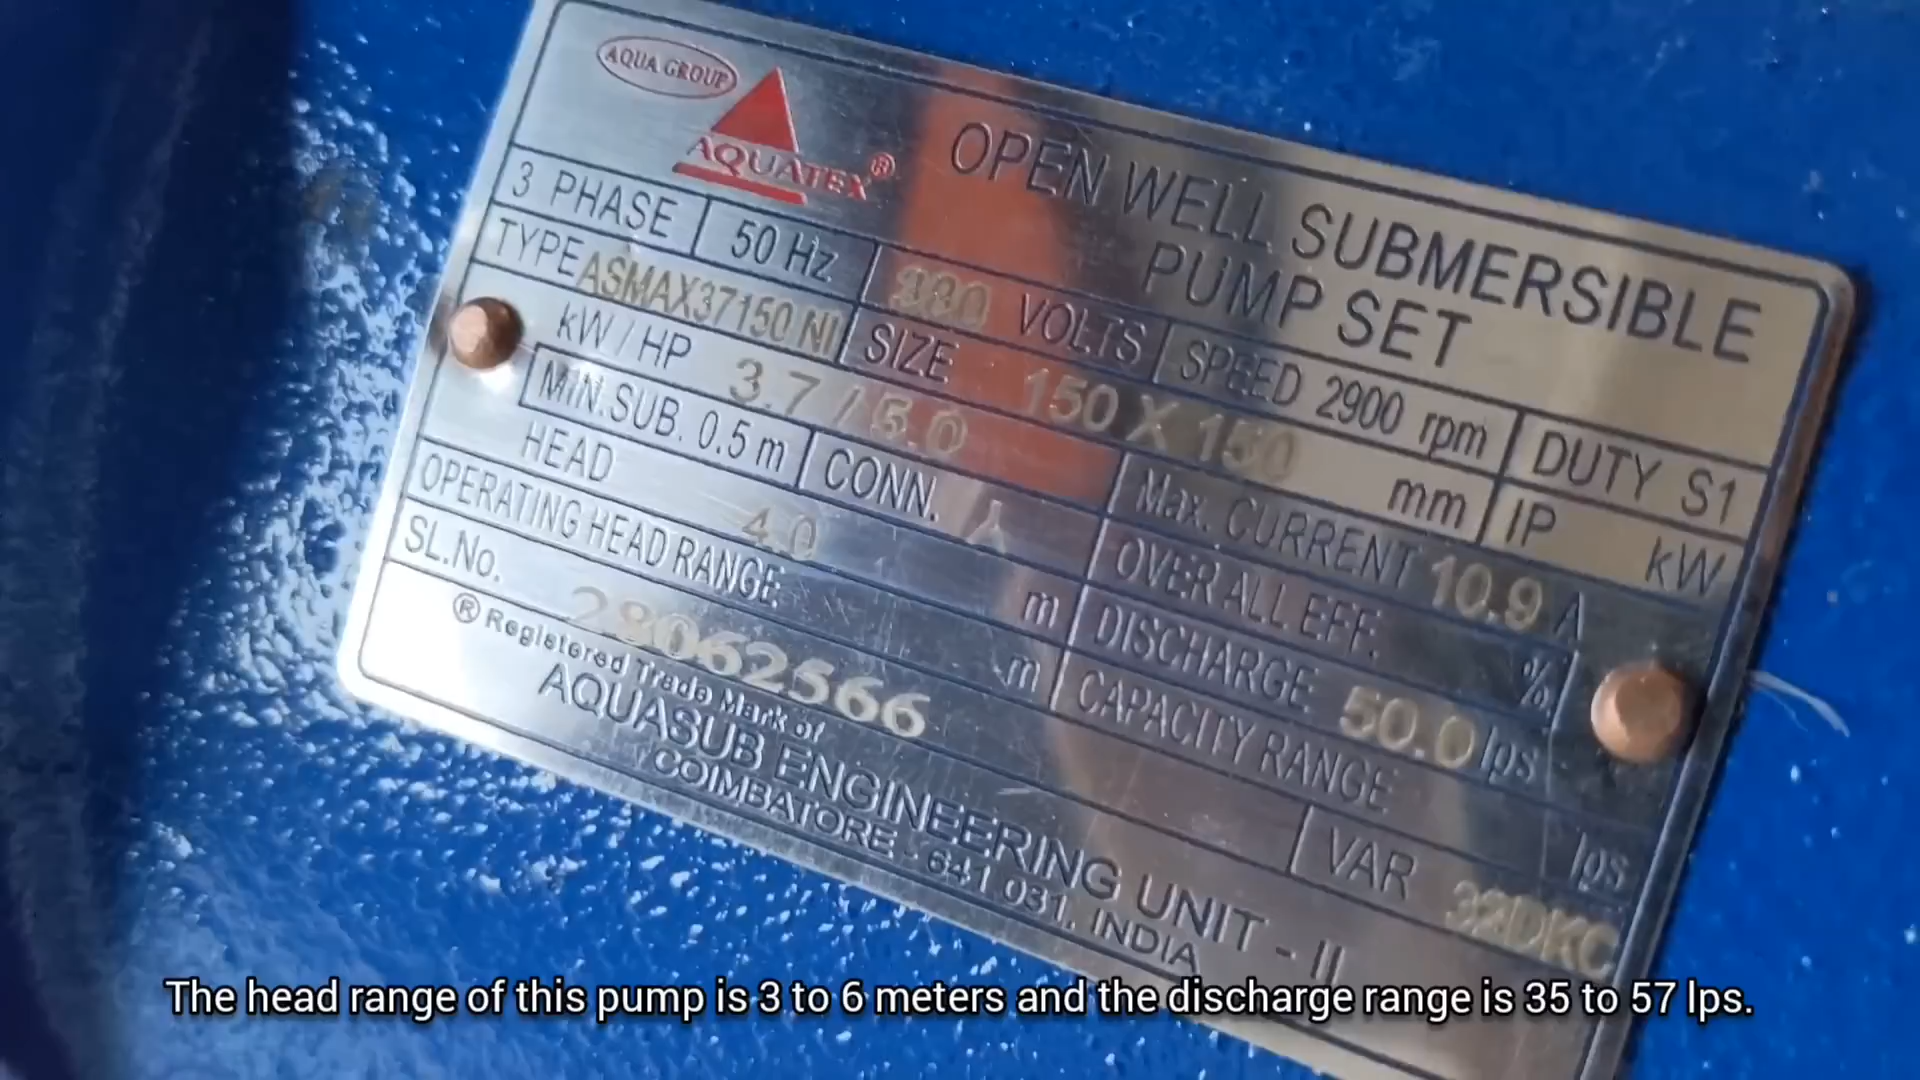 AQUA GROUP
AQUATEX®
OPEN WELL SUBMERSIBLE
PUMP SET
3 PHASE 50 Hz 380 VOLTS SPEED 2900 rpm DUTY S1
TYPE ASMAX37150 NI SIZE 150 X 150 mm IP kW
kW / HP 3.7 / 5.0 Max. CURRENT 10.9 A
MIN.SUB. 0.5 m CONN. OVER ALL EFF. %
HEAD 4.0 m DISCHARGE 50.0 lps
OPERATING HEAD RANGE m CAPACITY RANGE lps
SL.No. 28062566 VAR 32DKC
® Registered Trade Mark of
AQUASUB ENGINEERING UNIT - II
COIMBATORE - 641 031. INDIA
The head range of this pump is 3 to 6 meters and the discharge range is 35 to 57 lps.